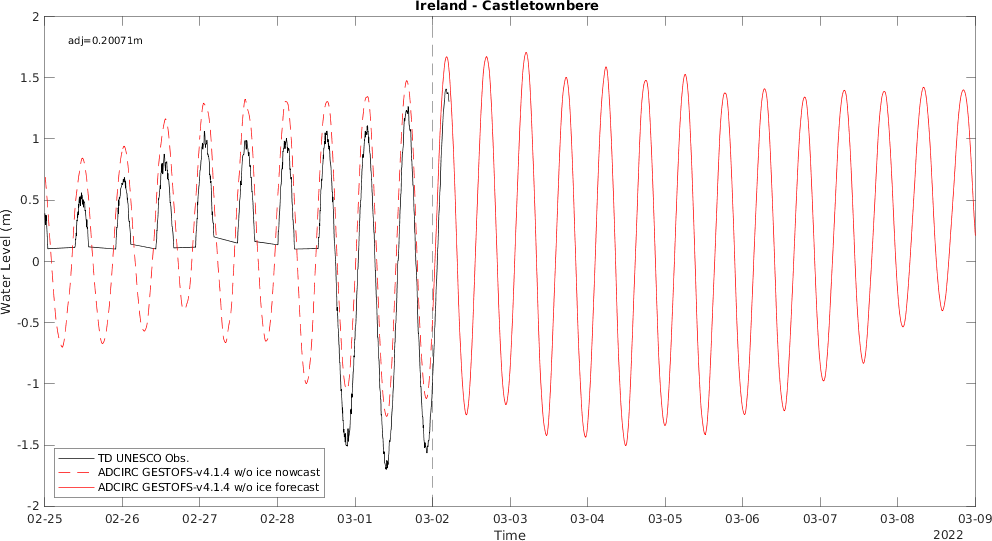 Ireland - Castletownbere
adj=0.20071m
2
1.5
1
0.5
0
-0.5
-1
-1.5
-2
Water Level (m)
TD UNESCO Obs.
ADCIRC GESTOFS-v4.1.4 w/o ice nowcast
ADCIRC GESTOFS-v4.1.4 w/o ice forecast
02-25 02-26 02-27 02-28 03-01 03-02 03-03 03-04 03-05 03-06 03-07 03-08 03-09
Time
2022